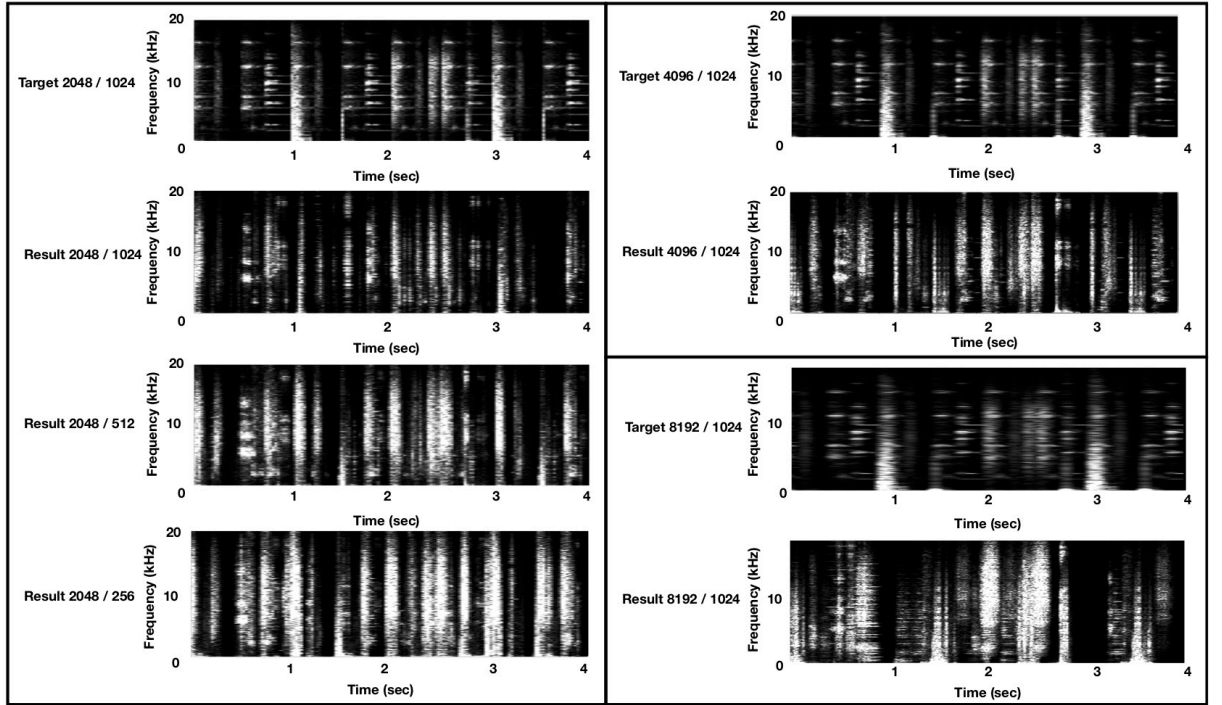 Target 2048 / 1024
Frequency (kHz)
20
10
0
1 2 3 4
Time (sec)
Result 2048 / 1024
Frequency (kHz)
20
10
0
1 2 3 4
Time (sec)
Result 2048 / 512
Frequency (kHz)
20
10
0
1 2 3 4
Time (sec)
Result 2048 / 256
Frequency (kHz)
20
10
0
1 2 3 4
Time (sec)
Target 4096 / 1024
Frequency (kHz)
20
10
0
1 2 3 4
Time (sec)
Result 4096 / 1024
Frequency (kHz)
20
10
0
1 2 3 4
Time (sec)
Target 8192 / 1024
Frequency (kHz)
10
0
1 2 3 4
Time (sec)
Result 8192 / 1024
Frequency (kHz)
10
0
1 2 3 4
Time (sec)